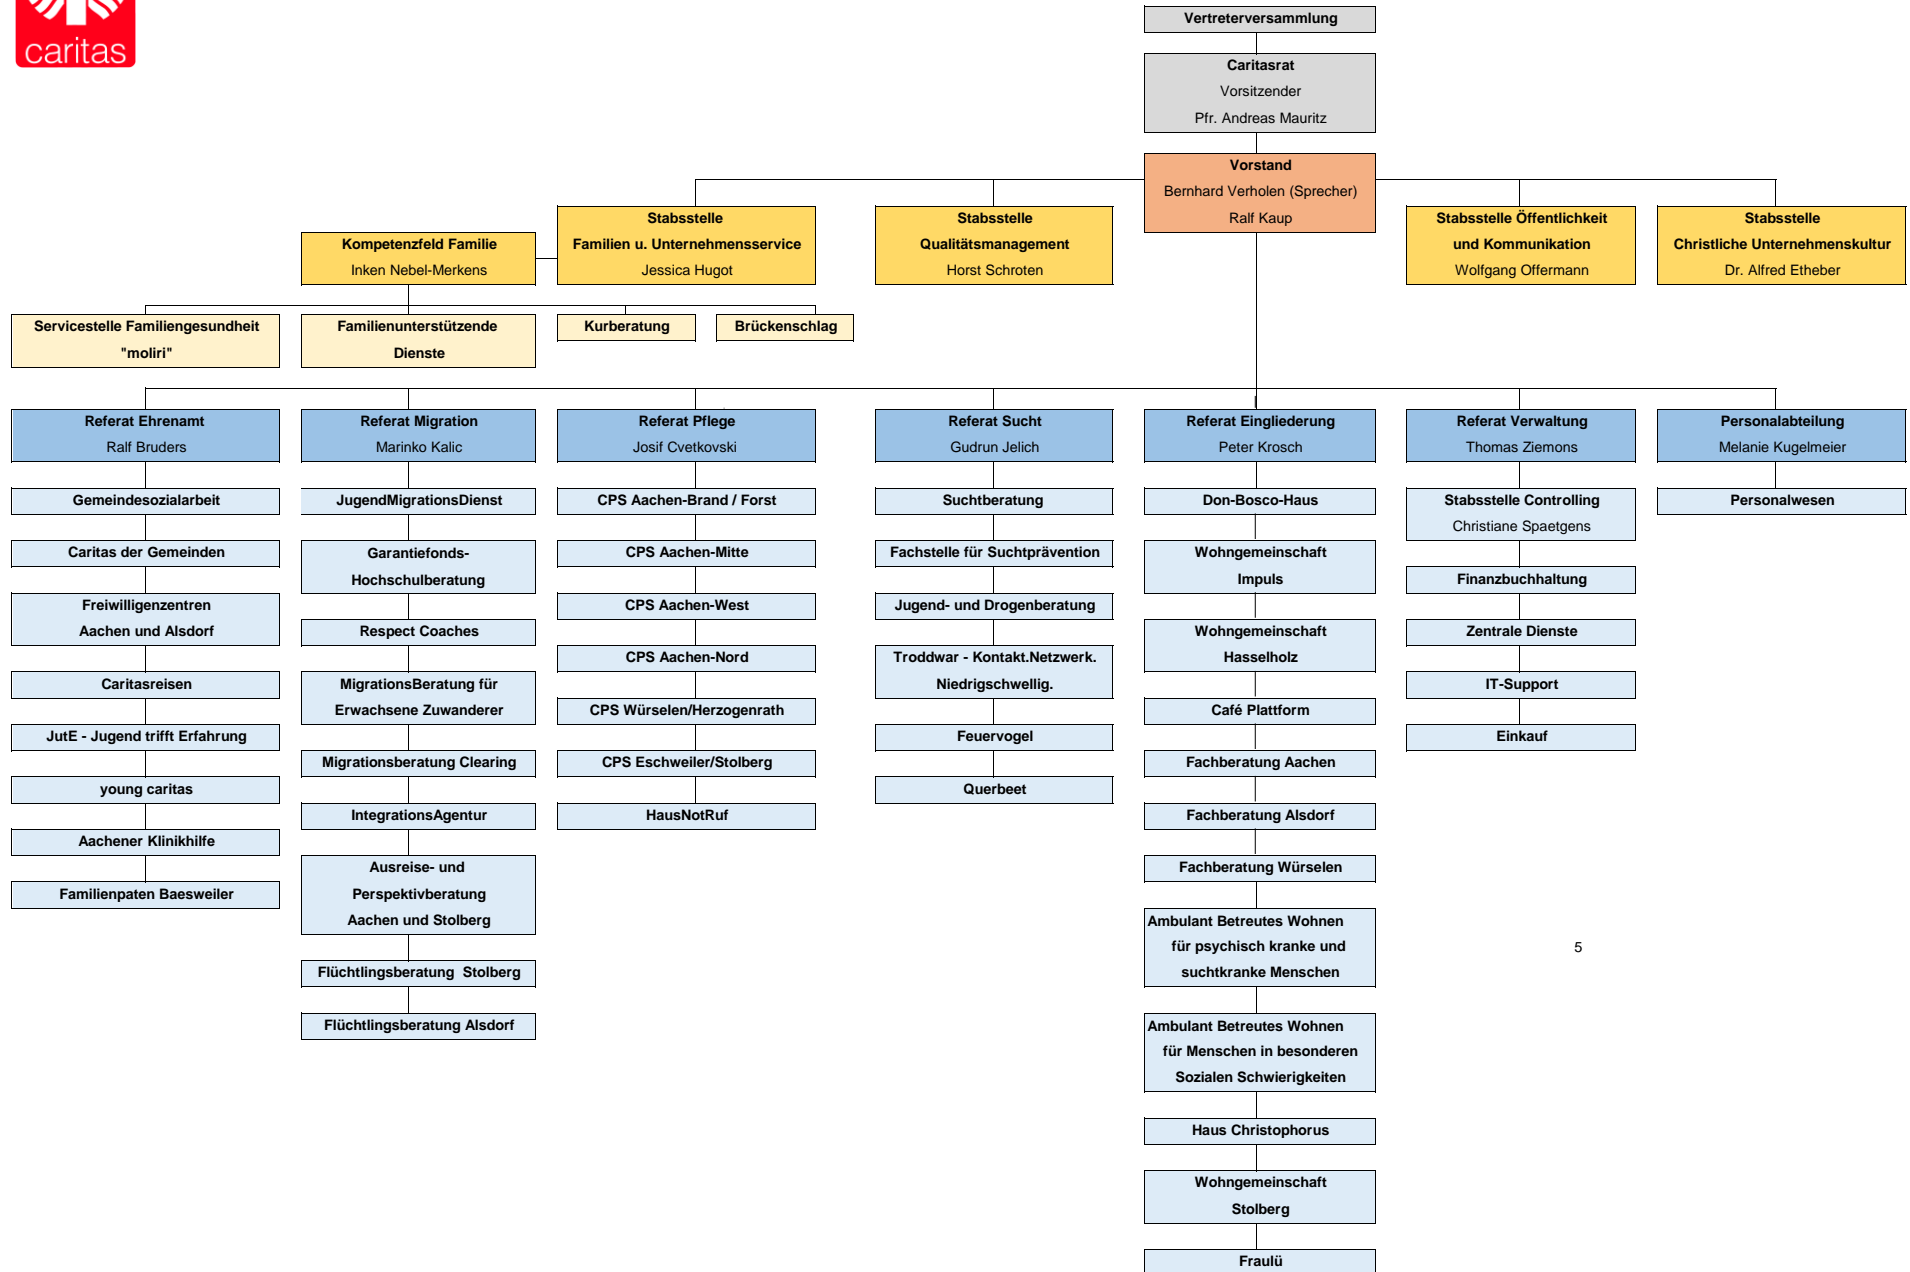 caritas
Vertreterversammlung
Caritasrat
Vorsitzender
Pfr. Andreas Mauritz
Vorstand
Bernhard Verholen (Sprecher)
Ralf Kaup
Kompetenzfeld Familie
Inken Nebel-Merkens
Stabsstelle
Familien u. Unternehmensservice
Jessica Hugot
Stabsstelle
Qualitätsmanagement
Horst Schroten
Stabsstelle Öffentlichkeit
und Kommunikation
Wolfgang Offermann
Stabsstelle
Christliche Unternehmenskultur
Dr. Alfred Etheber
Servicestelle Familiengesundheit
"moliri"
Familienunterstützende
Dienste
Kurberatung
Brückenschlag
Referat Ehrenamt
Ralf Bruders
Gemeindesozialarbeit
Caritas der Gemeinden
Freiwilligenzentren
Aachen und Alsdorf
Caritasreisen
JutE - Jugend trifft Erfahrung
young caritas
Aachener Klinikhilfe
Familienpaten Baesweiler
Referat Migration
Marinko Kalic
JugendMigrationsDienst
Garantiefonds-
Hochschulberatung
Respect Coaches
MigrationsBeratung für
Erwachsene Zuwanderer
Migrationsberatung Clearing
IntegrationsAgentur
Ausreise- und
Perspektivberatung
Aachen und Stolberg
Flüchtlingsberatung Stolberg
Flüchtlingsberatung Alsdorf
Referat Pflege
Josif Cvetkovski
CPS Aachen-Brand / Forst
CPS Aachen-Mitte
CPS Aachen-West
CPS Aachen-Nord
CPS Würselen/Herzogenrath
CPS Eschweiler/Stolberg
HausNotRuf
Referat Sucht
Gudrun Jelich
Suchtberatung
Fachstelle für Suchtprävention
Jugend- und Drogenberatung
Troddwar - Kontakt.Netzwerk.
Niedrigschwellig.
Feuervogel
Querbeet
Referat Eingliederung
Peter Krosch
Don-Bosco-Haus
Wohngemeinschaft
Impuls
Wohngemeinschaft
Hasselholz
Café Plattform
Fachberatung Aachen
Fachberatung Alsdorf
Fachberatung Würselen
Ambulant Betreutes Wohnen
für psychisch kranke und
suchtkranke Menschen
Ambulant Betreutes Wohnen
für Menschen in besonderen
Sozialen Schwierigkeiten
Haus Christophorus
Wohngemeinschaft
Stolberg
Fraulü
Referat Verwaltung
Thomas Ziemons
Stabsstelle Controlling
Christiane Spaetgens
Finanzbuchhaltung
Zentrale Dienste
IT-Support
Einkauf
Personalabteilung
Melanie Kugelmeier
Personalwesen
5